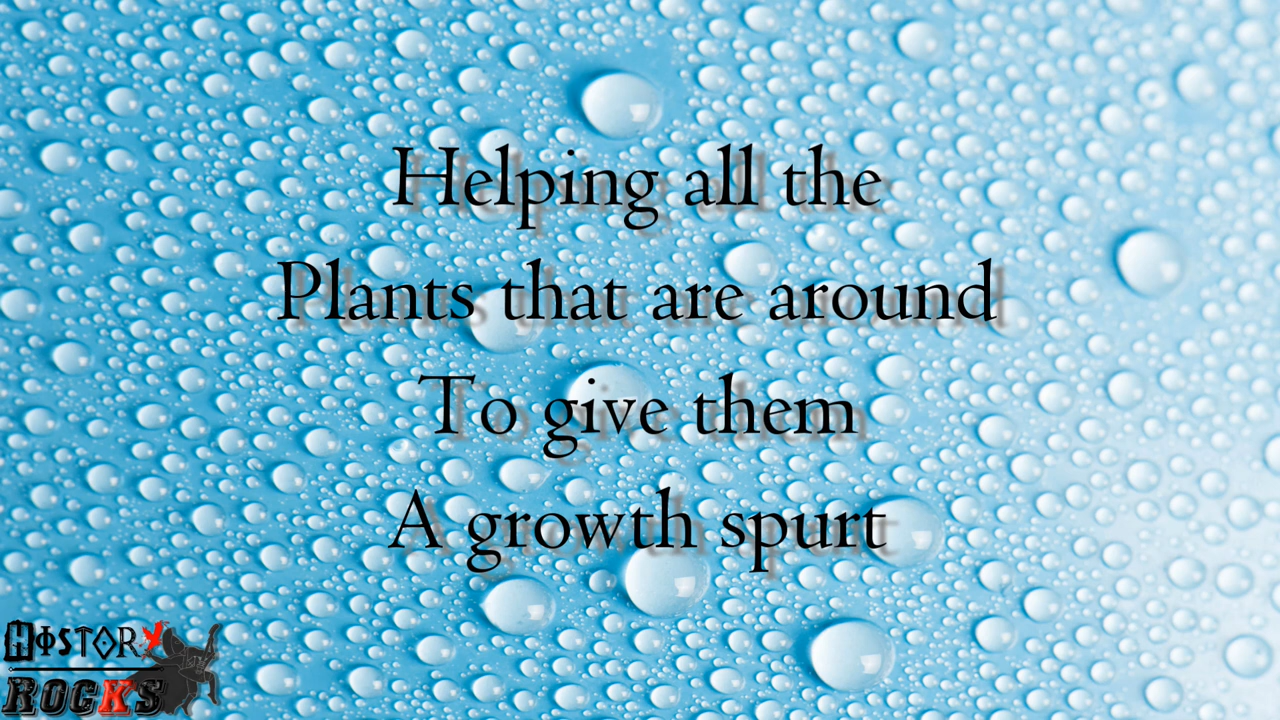 Helping all the
Plants that are around
To give them
A growth spurt
HISTORY
ROCKS